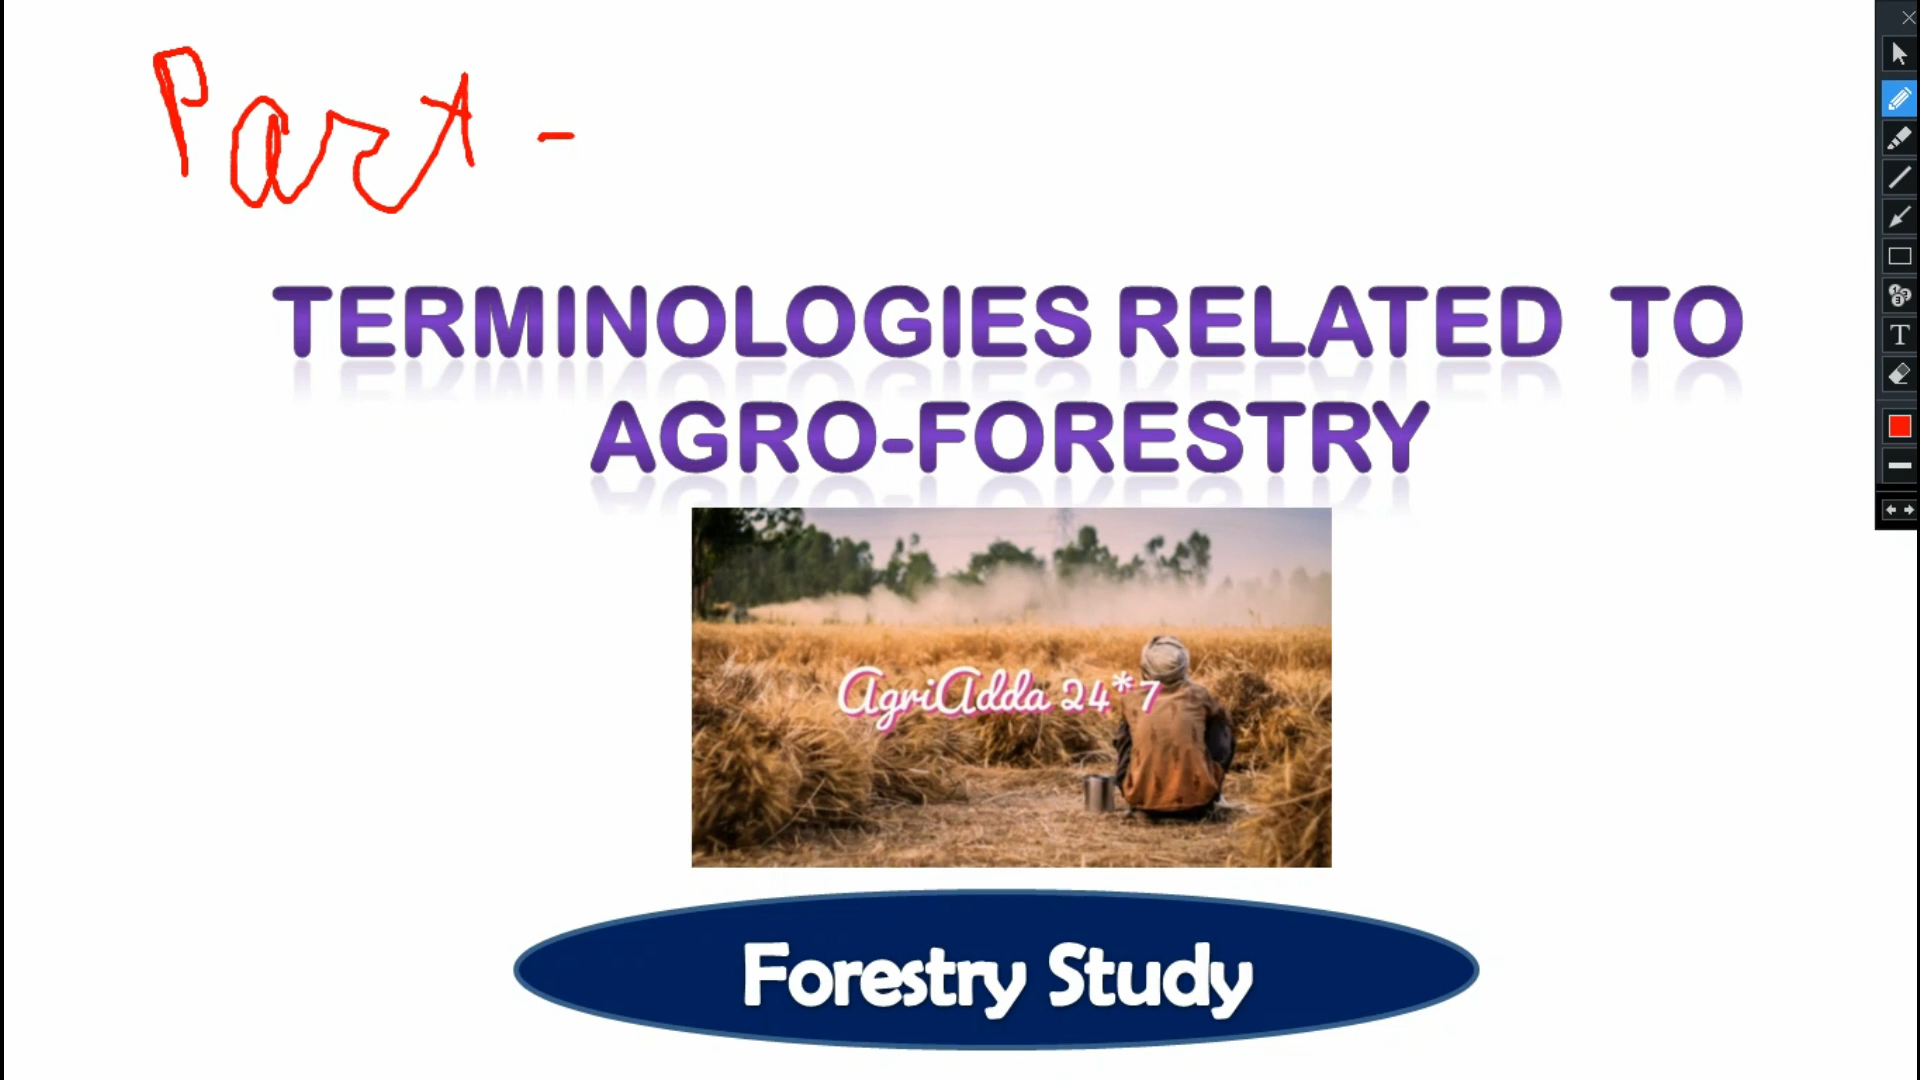 Part -
TERMINOLOGIES RELATED TO
AGRO-FORESTRY
AgriAdda 24*7
Forestry Study
T